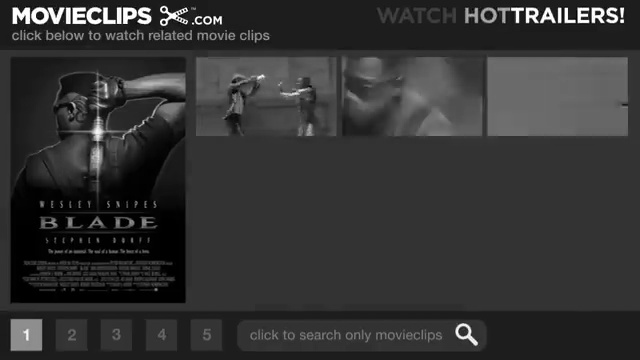 MOVIECLIPS .COM
WATCH HOTTRAILERS!
click below to watch related movie clips
WESLEY SNIPES
BLADE
STEPHEN DORFF
The power of an immortal. The soul of a human. The heart of a hero.
1 2 3 4 5
click to search only movieclips